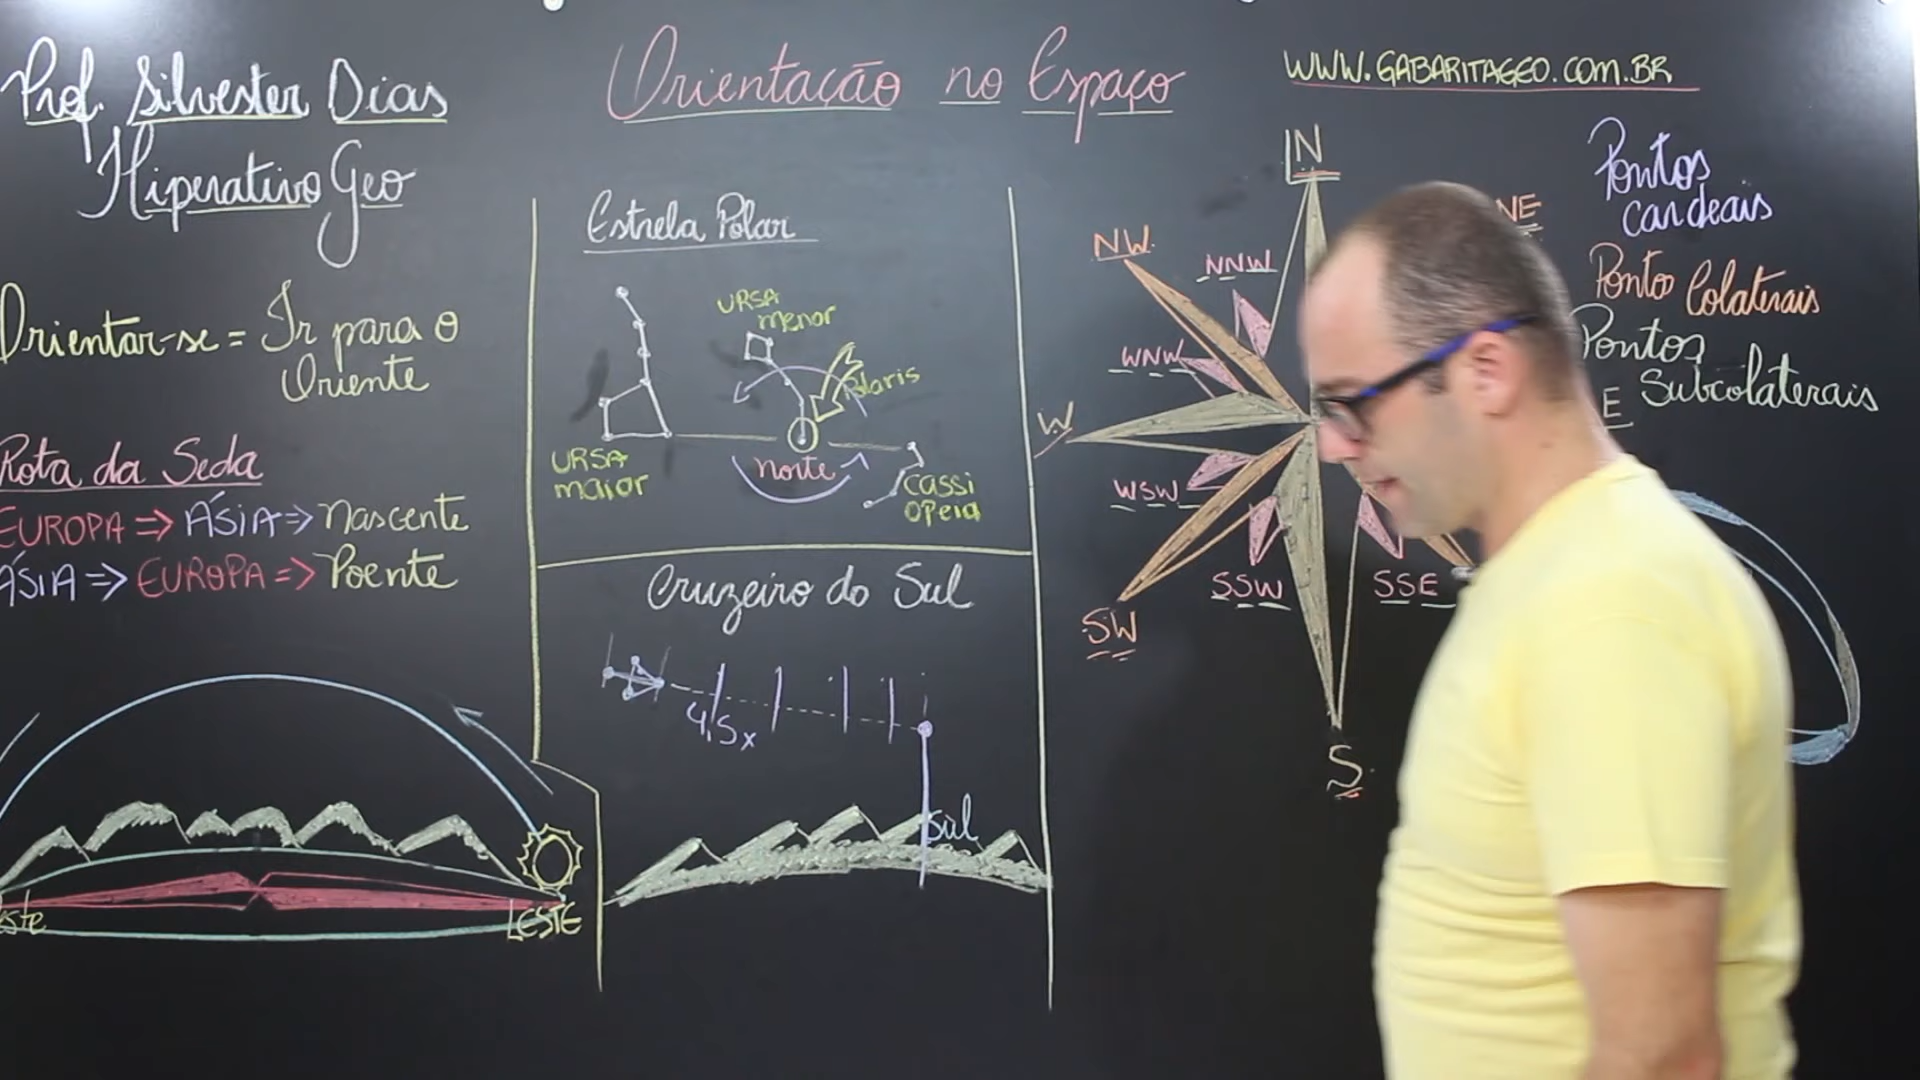 Prof. Silvester Dias
Hiperativo Geo
Orientar-se = Ir para o
Oriente
Rota da Seda
EUROPA => ÁSIA => Nascente
ÁSIA => EUROPA => Poente
LESTE
Orientação no Espaço
Estrela Polar
URSA
menor
Polaris
URSA
maior
norte
CASSI
OPEIA
Cruzeiro do Sul
4,5x
Sul
WWW.GABARITAGEO.COM.BR
N
NE
NW
NNW
WNW
W
E
WSW
SSW
SSE
SW
S
Pontos
cardeais
Pontos Colaterais
Pontos
Subcolaterais